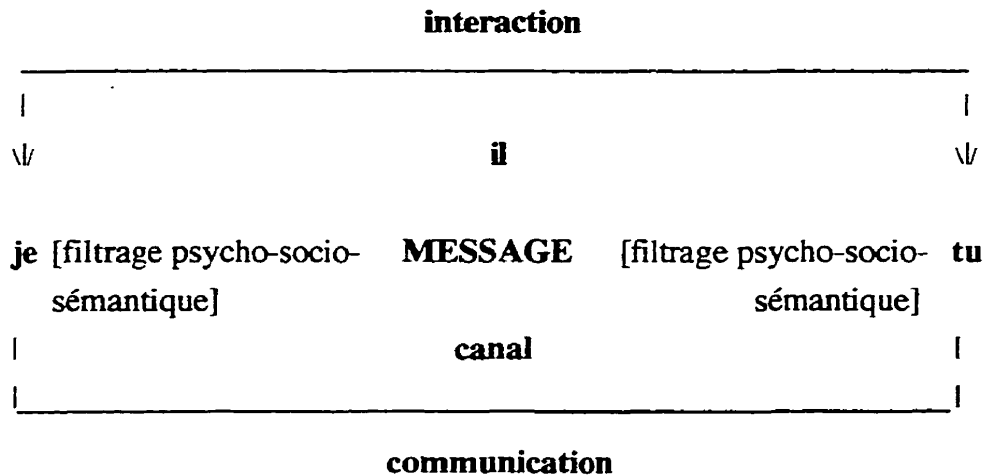 interaction
il
je [filtrage psycho-socio- MESSAGE [filtrage psycho-socio- tu
sémantique] sémantique]
canal
communication